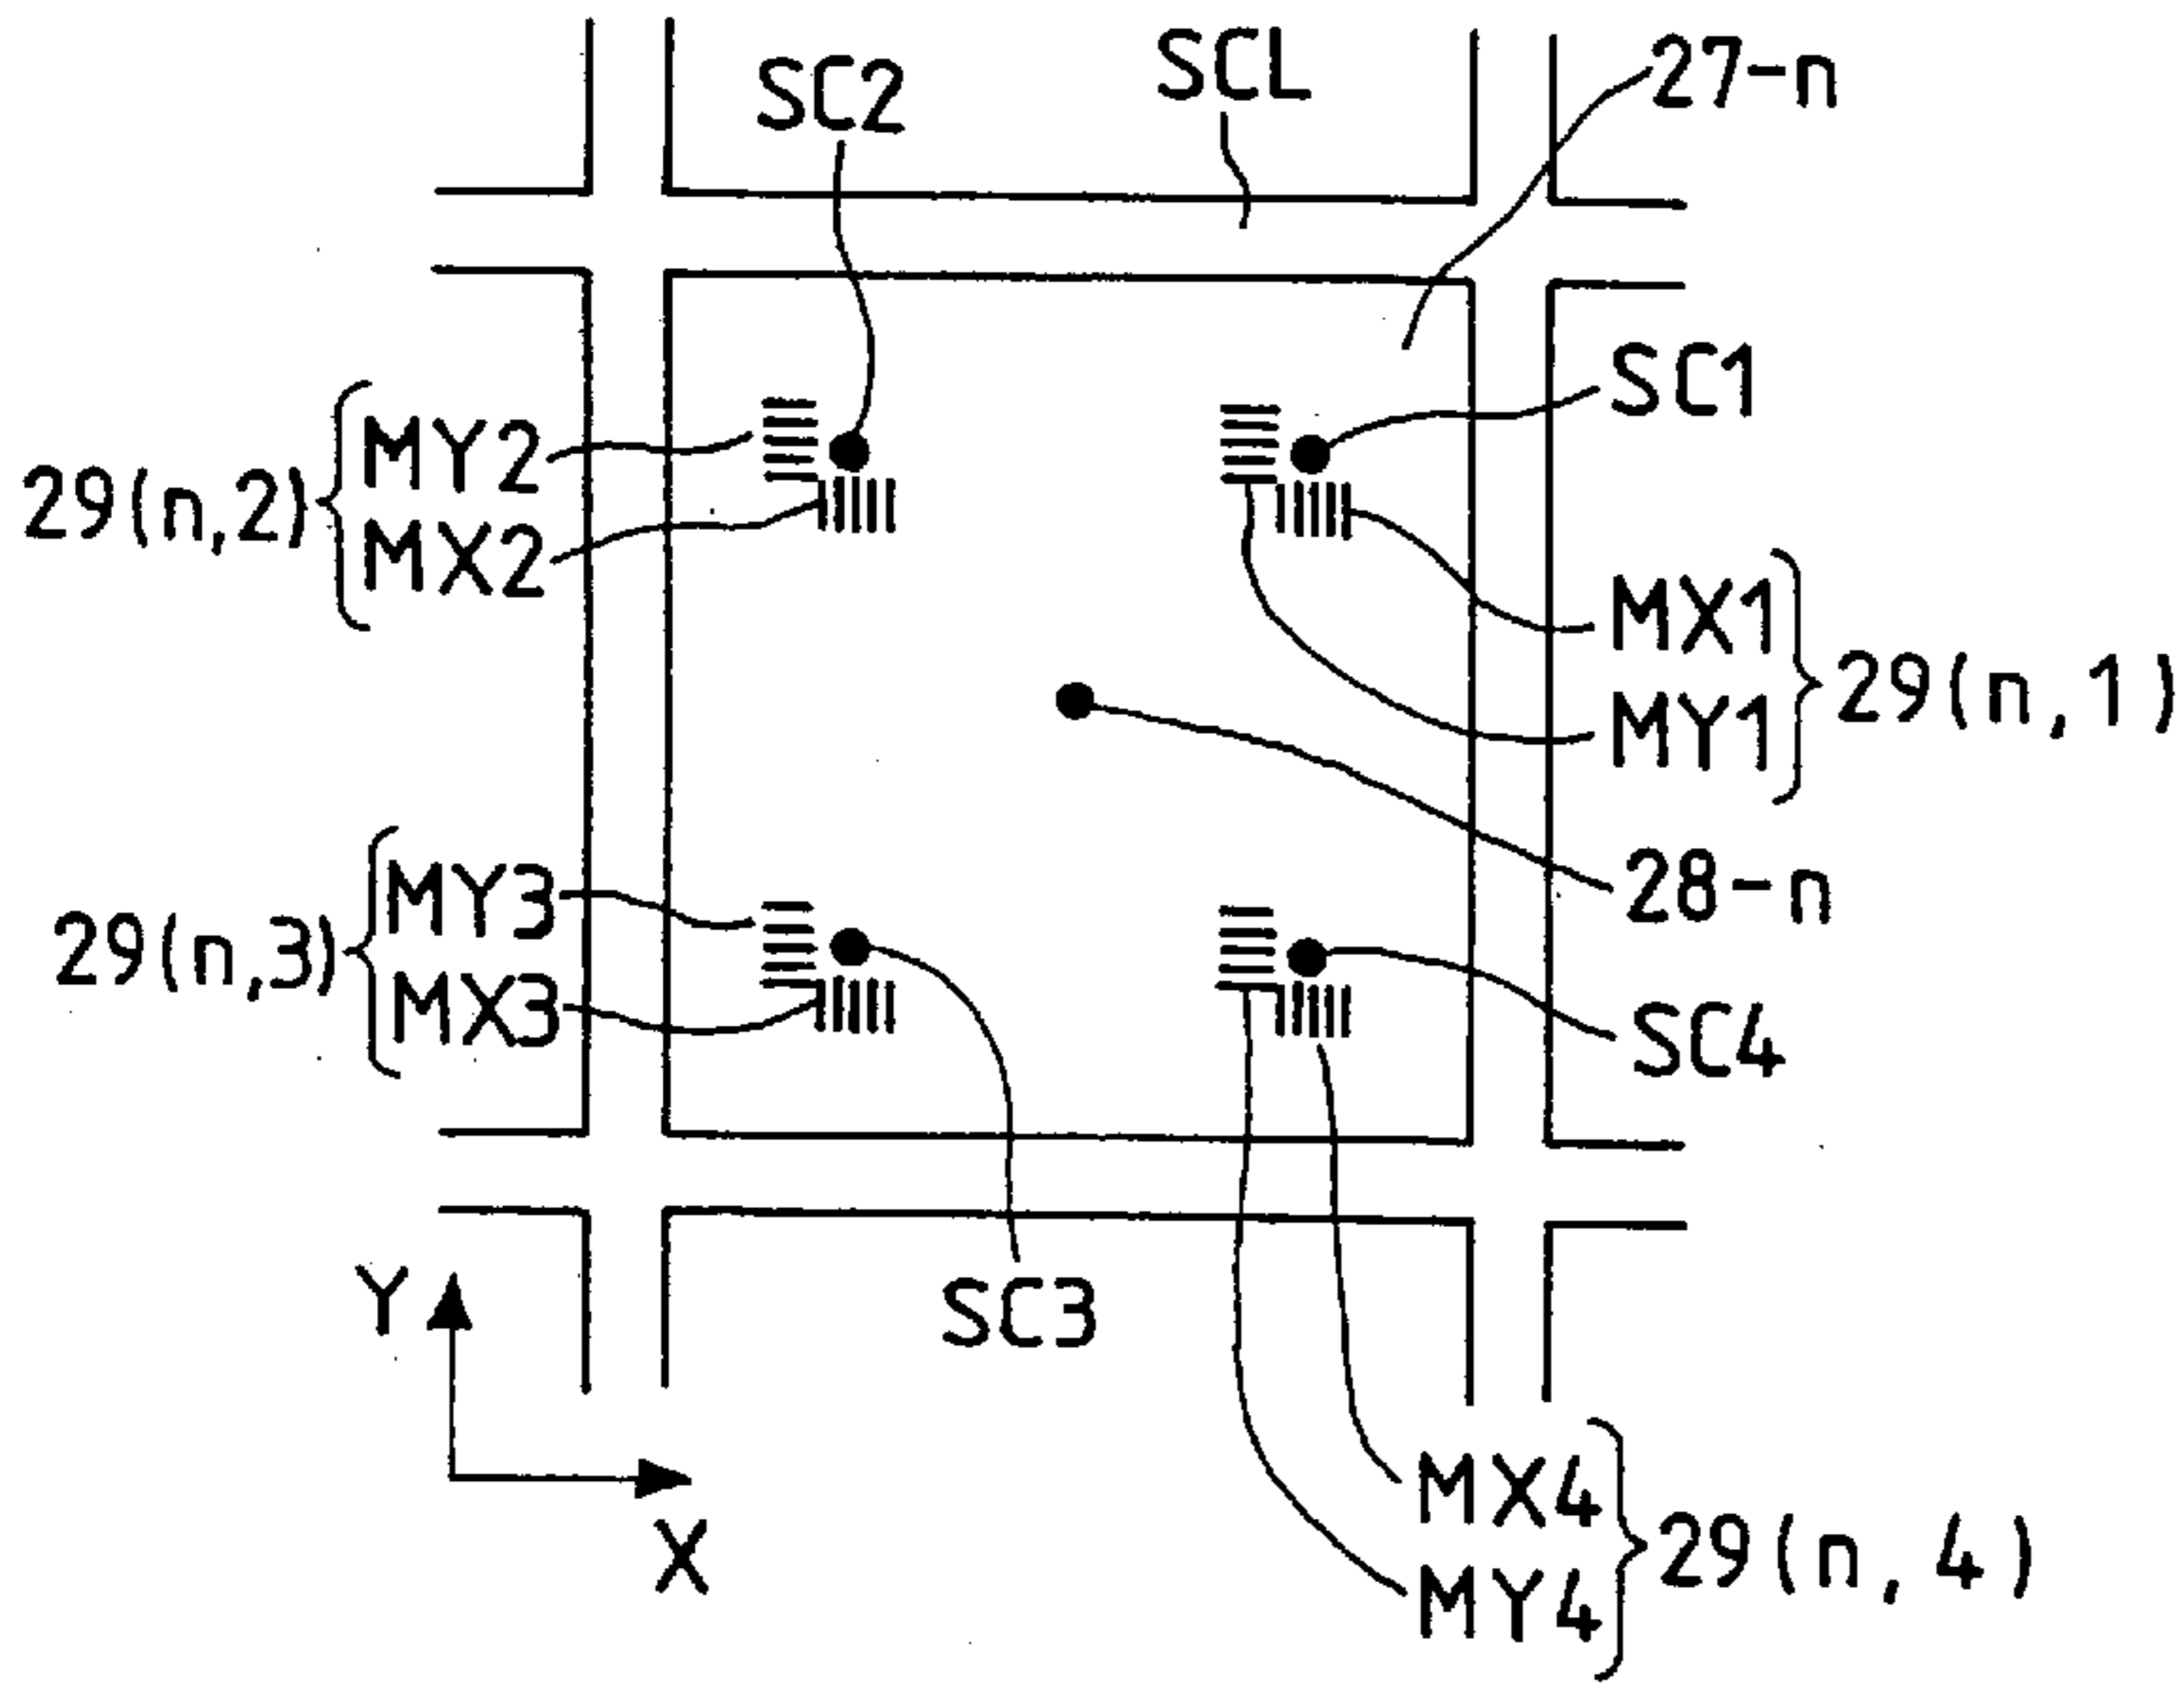 SCL
27-n
SC2
SC1
MY2
29(n,2)
MX2
MX1
29(n,1)
MY1
28-n
MY3
29(n,3)
MX3
SC4
Y
SC3
X
MX4
29(n,4)
MY4